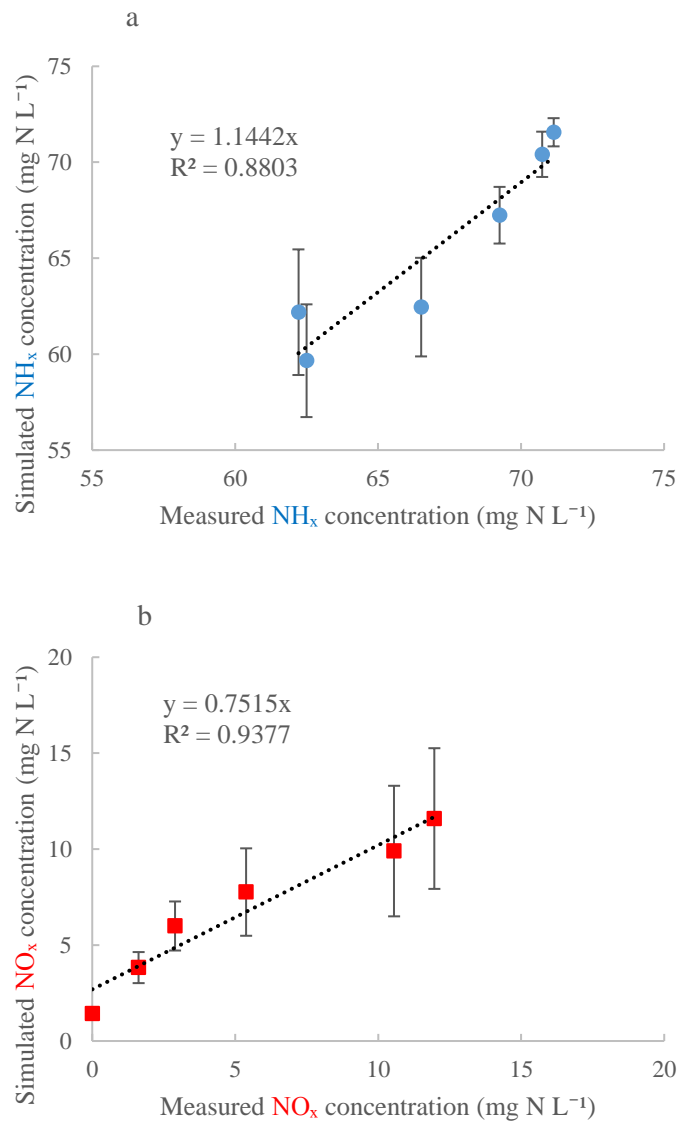 a
Simulated NHₓ concentration (mg N L⁻¹)
75
70
65
60
55
y = 1.1442x
R² = 0.8803
55 60 65 70 75
Measured NHₓ concentration (mg N L⁻¹)
b
Simulated NOₓ concentration (mg N L⁻¹)
20
15
10
5
0
y = 0.7515x
R² = 0.9377
0 5 10 15 20
Measured NOₓ concentration (mg N L⁻¹)